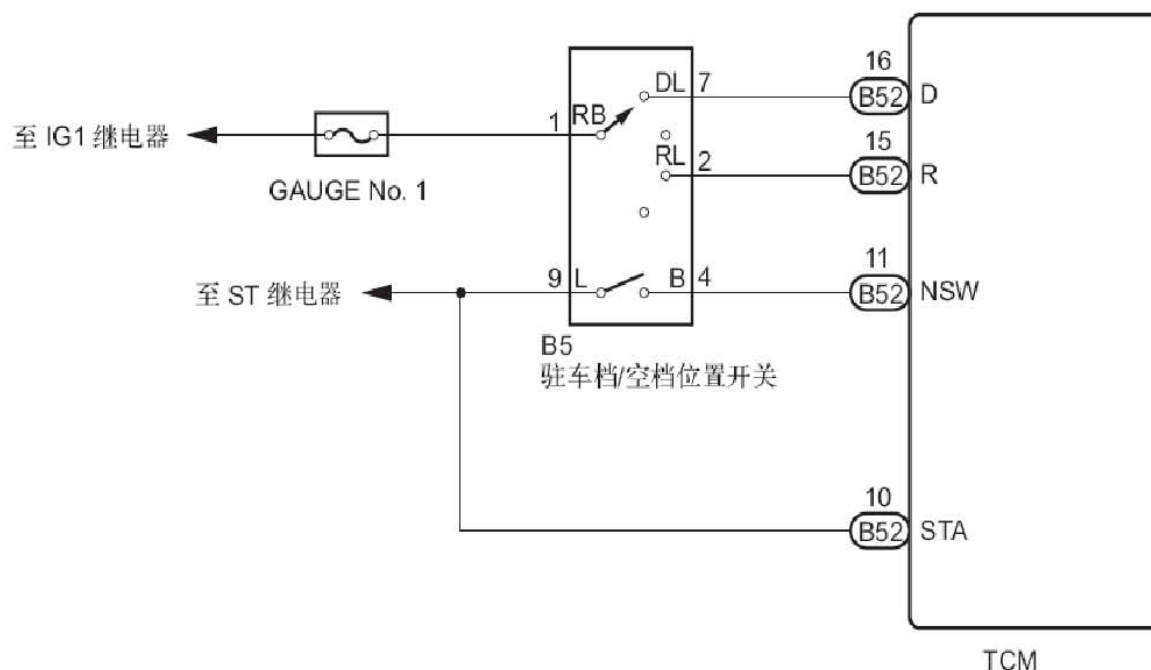 16
DL 7
B52 D
至 IG1 继电器
1 RB
15
RL 2
B52 R
GAUGE No. 1
11
至 ST 继电器
9 L
B 4
B52 NSW
B5
驻车档/空档位置开关
10
B52 STA
TCM